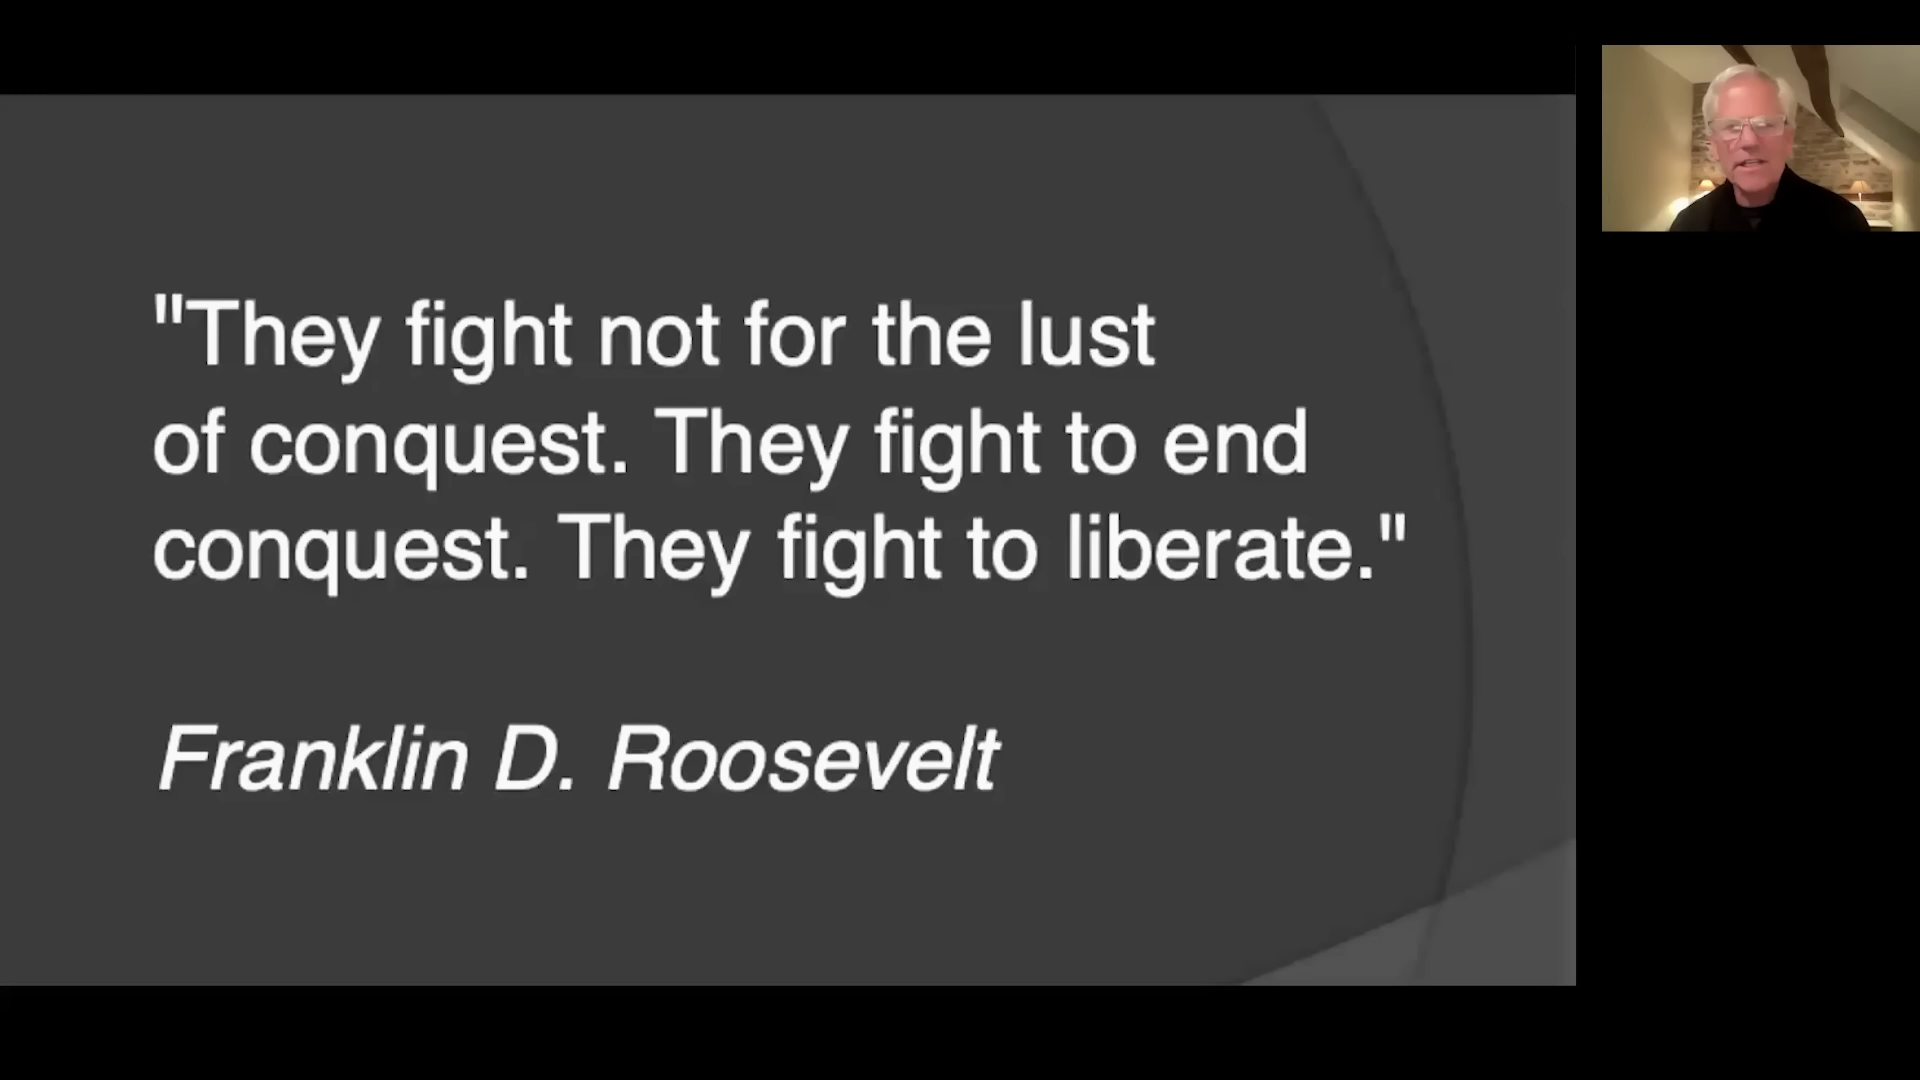 "They fight not for the lust
of conquest. They fight to end
conquest. They fight to liberate."
Franklin D. Roosevelt